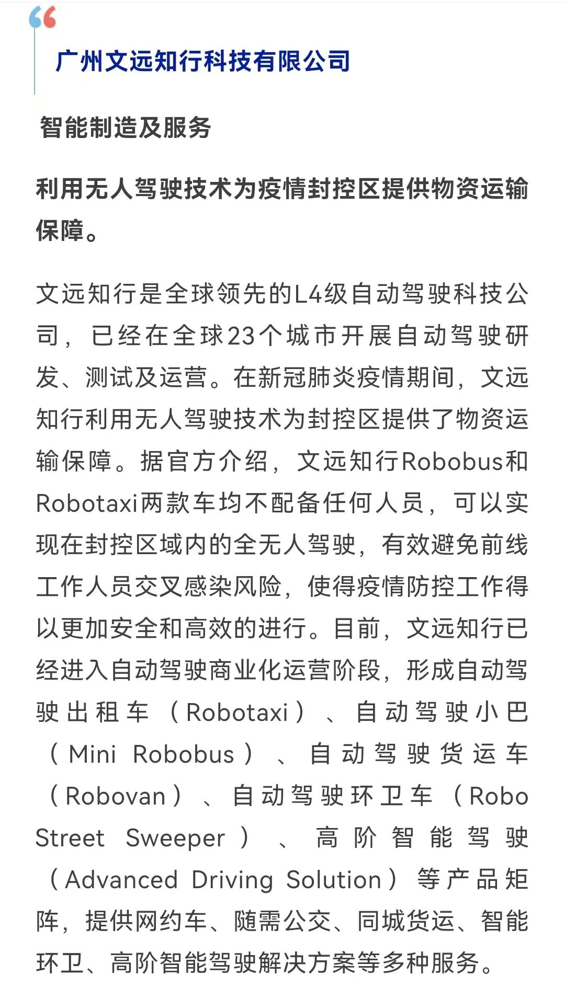 广州文远知行科技有限公司
智能制造及服务
利用无人驾驶技术为疫情封控区提供物资运输
保障。
文远知行是全球领先的L4级自动驾驶科技公
司，已经在全球23个城市开展自动驾驶研
发、测试及运营。在新冠肺炎疫情期间，文远
知行利用无人驾驶技术为封控区提供了物资运
输保障。据官方介绍，文远知行Robobus和
Robotaxi两款车均不配备任何人员，可以实
现在封控区域内的全无人驾驶，有效避免前线
工作人员交叉感染风险，使得疫情防控工作得
以更加安全和高效的进行。目前，文远知行已
经进入自动驾驶商业化运营阶段，形成自动驾
驶出租车（Robotaxi）、自动驾驶小巴
（Mini Robobus）、自动驾驶货运车
（Robovan）、自动驾驶环卫车（Robo
Street Sweeper）、高阶智能驾驶
（Advanced Driving Solution）等产品矩
阵，提供网约车、随需公交、同城货运、智能
环卫、高阶智能驾驶解决方案等多种服务。